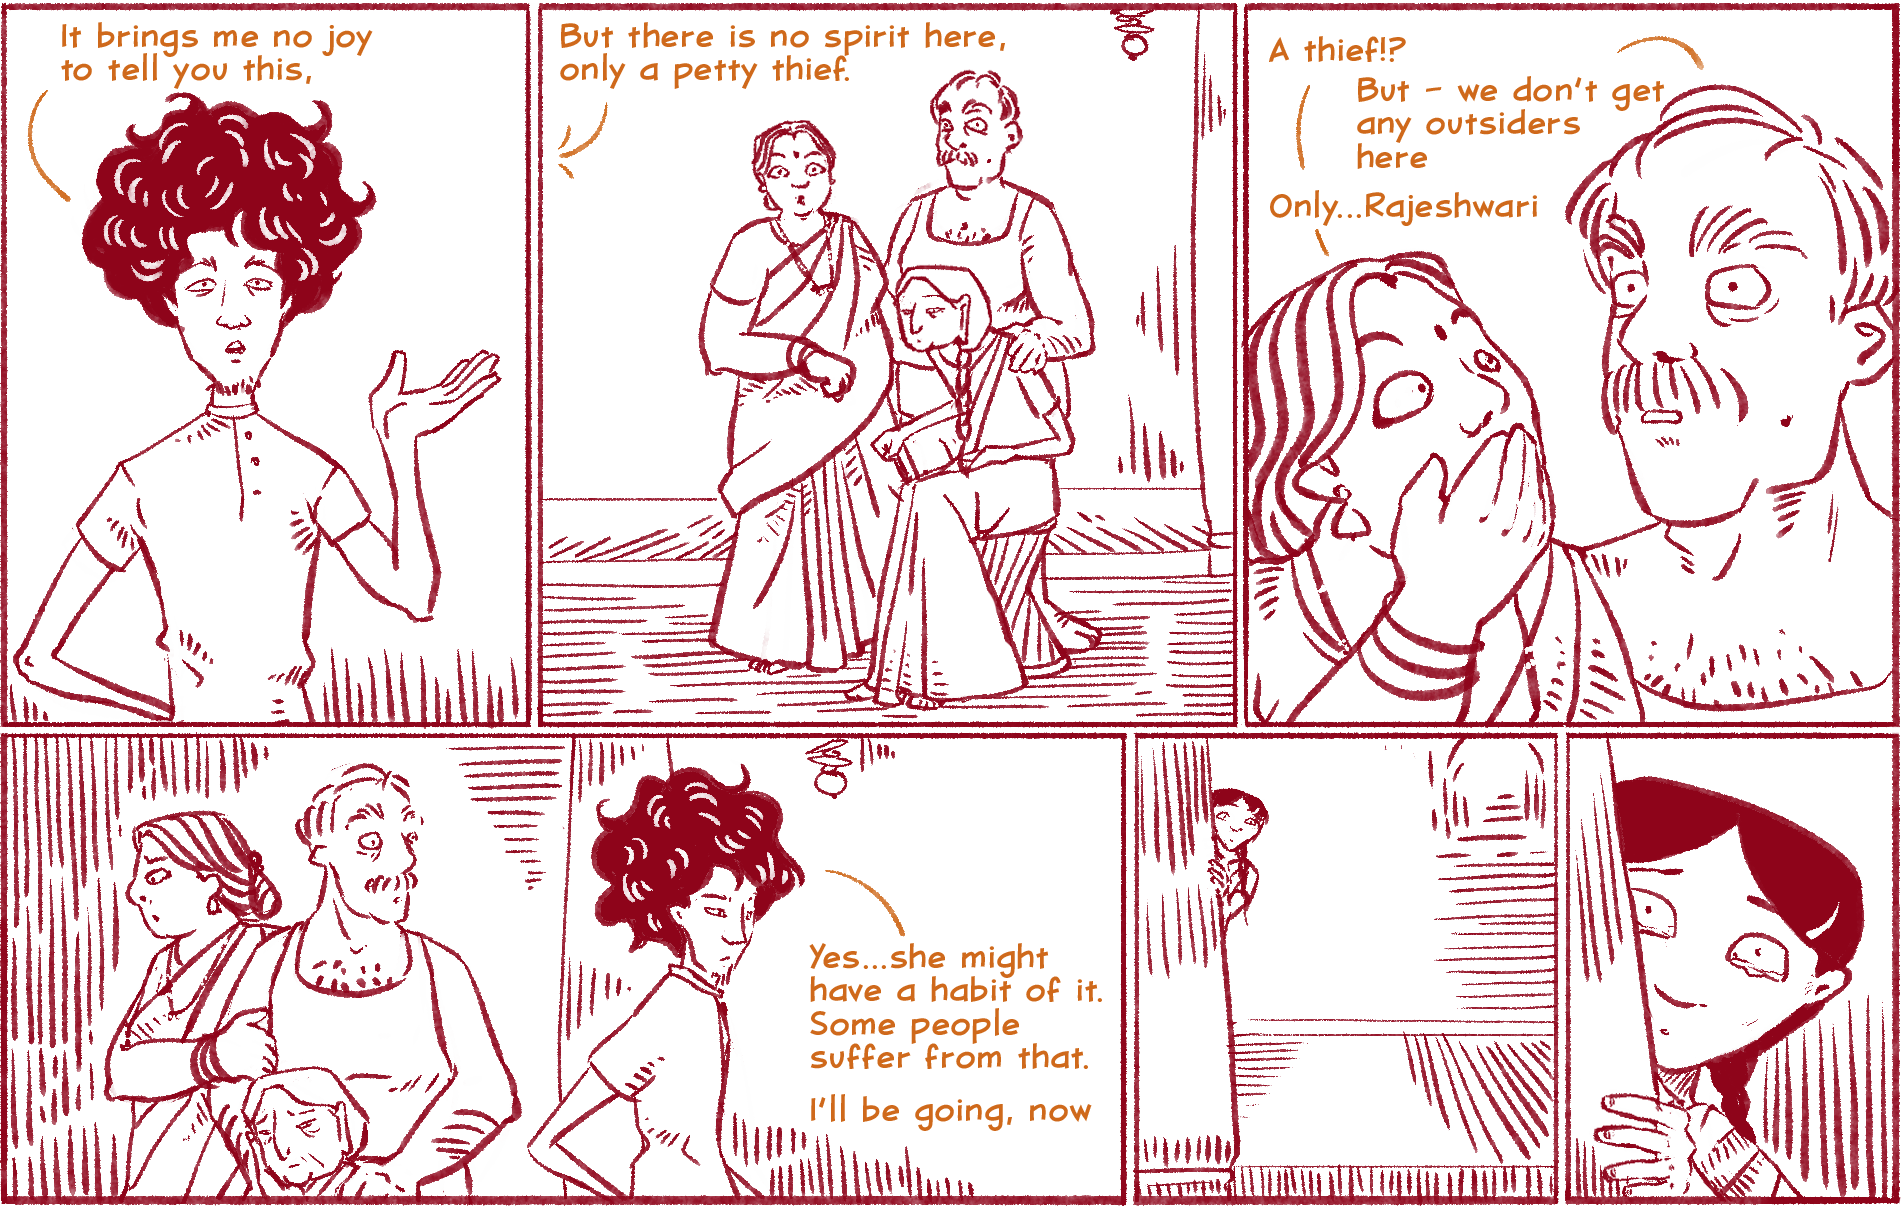 It brings me no joy
to tell you this,
But there is no spirit here,
only a petty thief.
A thief!?
But - we don't get
any outsiders
here
Only...Rajeshwari
Yes...she might
have a habit of it.
Some people
suffer from that.
I'll be going, now